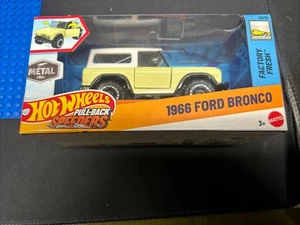 METAL
HOT WHEELS
PULL-BACK
SPEEDERS
1966 FORD BRONCO
FACTORY
FRESH
3+
MATTEL